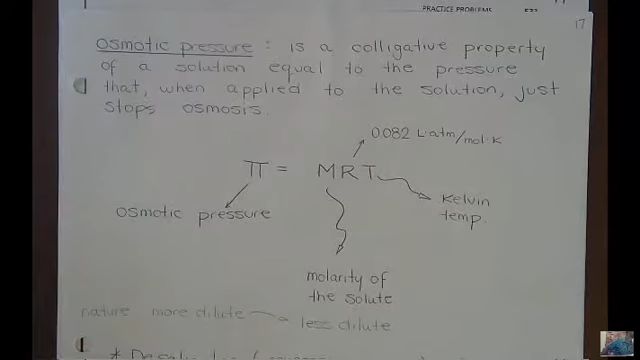 PRACTICE PROBLEMS
17
osmotic pressure : is a colligative property
of a solution equal to the pressure
that, when applied to the solution, just
stops osmosis.
0.082 L·atm/mol·K
π = MRT
osmotic pressure
Kelvin
temp.
molarity of
the solute
nature more dilute
less dilute